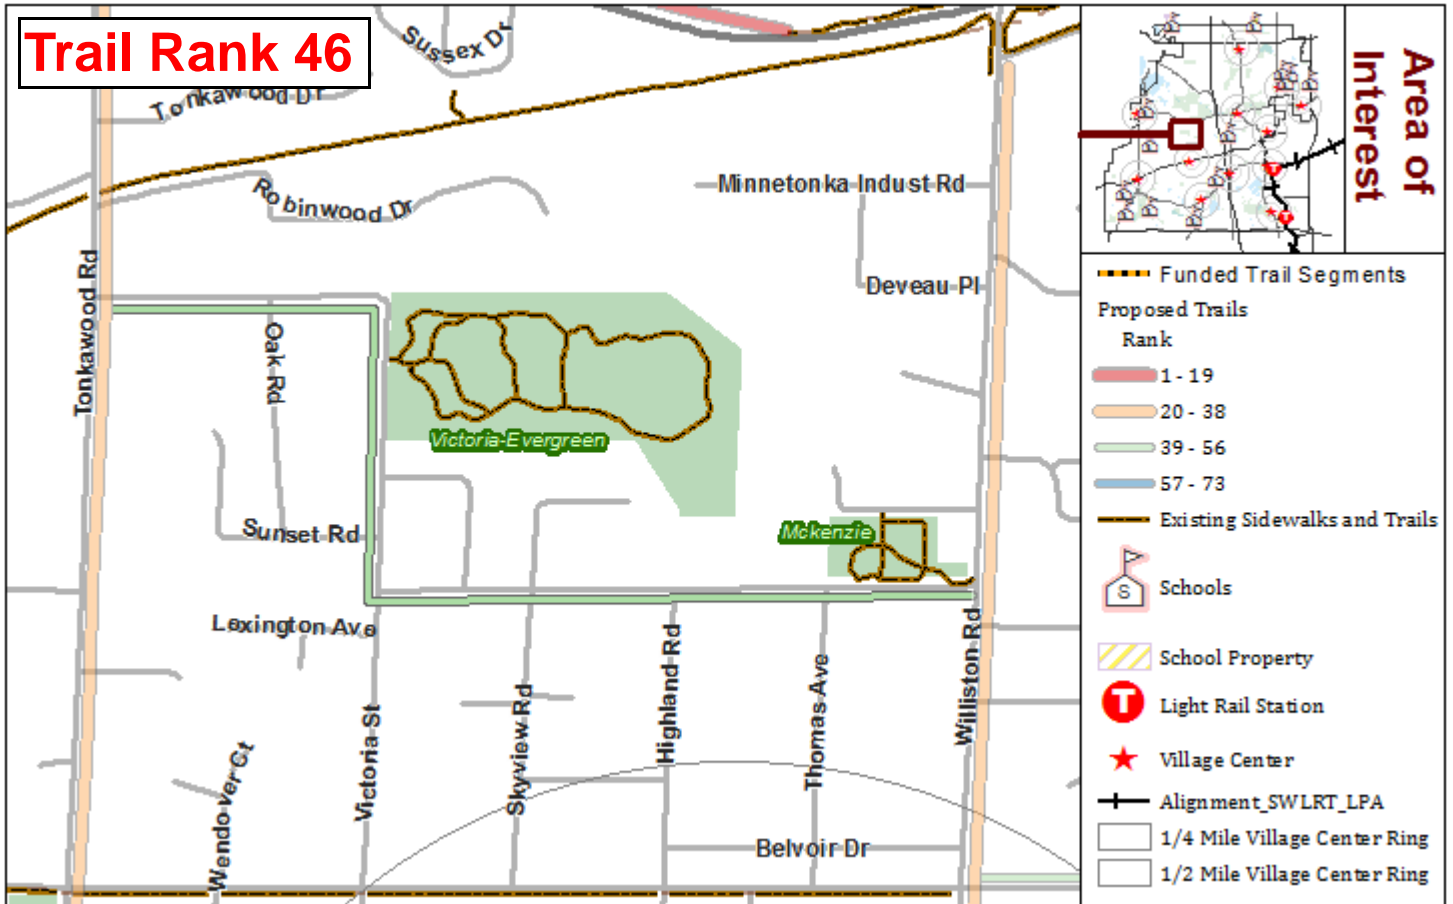 Trail Rank 46
Sussex Dr
Tonkawood Dr
Robinwood Dr
Minnetonka Indust Rd
Deveau Pl
Tonkawood Rd
Oak Rd
Victoria-Evergreen
Sunset Rd
Mckenzie
Lexington Ave
Highland Rd
Williston Rd
Thomas Ave
Skyview Rd
Victoria St
Wendover Ct
Belvoir Dr
Area of
Interest
Funded Trail Segments
Proposed Trails
Rank
1 - 19
20 - 38
39 - 56
57 - 73
Existing Sidewalks and Trails
S
Schools
School Property
T
Light Rail Station
Village Center
Alignment_SWLRT_LPA
1/4 Mile Village Center Ring
1/2 Mile Village Center Ring